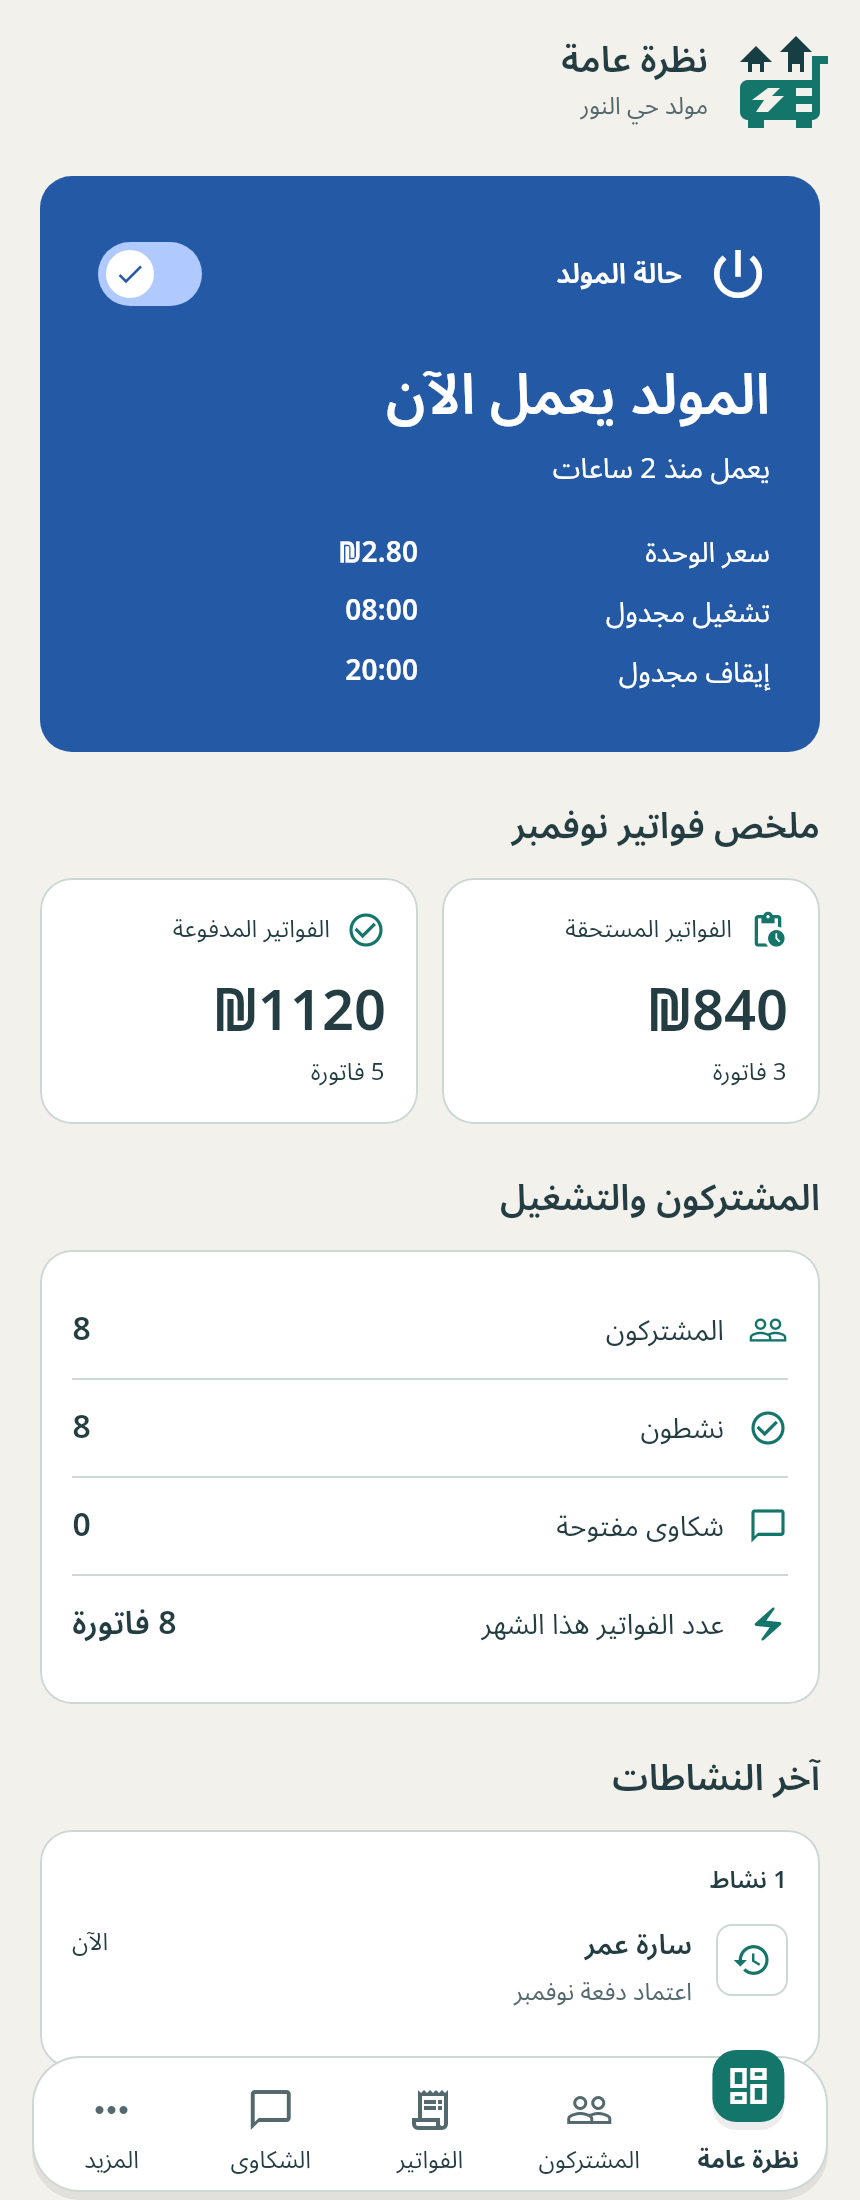 نظرة عامة
مولد حي النور
حالة المولد
المولد يعمل الآن
يعمل منذ 2 ساعات
سعر الوحدة ₪2.80
تشغيل مجدول 08:00
إيقاف مجدول 20:00
ملخص فواتير نوفمبر
الفواتير المستحقة
₪840
3 فاتورة
الفواتير المدفوعة
₪1120
5 فاتورة
المشتركون والتشغيل
المشتركون 8
نشطون 8
شكاوى مفتوحة 0
عدد الفواتير هذا الشهر 8 فاتورة
آخر النشاطات
1 نشاط
سارة عمر الآن
اعتماد دفعة نوفمبر
نظرة عامة المشتركون الفواتير الشكاوى المزيد